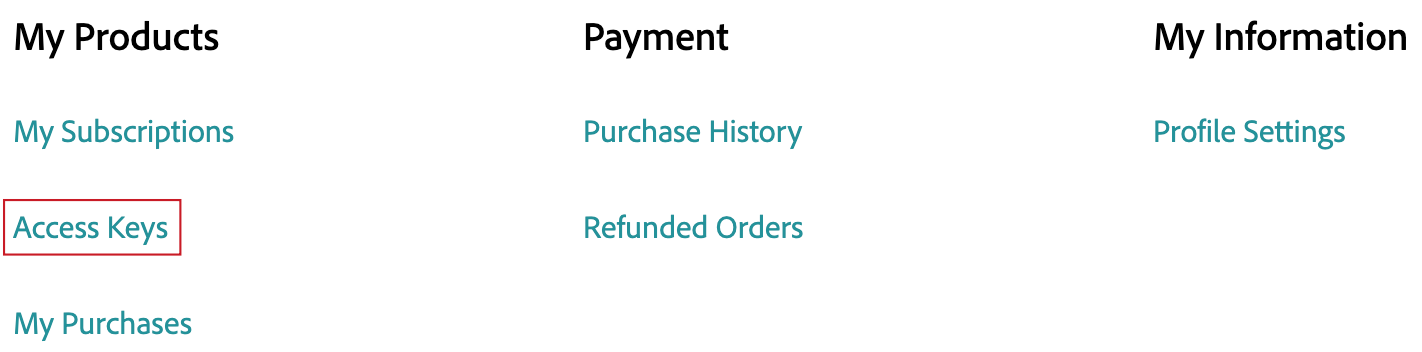 My Products
My Subscriptions
Access Keys
My Purchases
Payment
Purchase History
Refunded Orders
My Information
Profile Settings